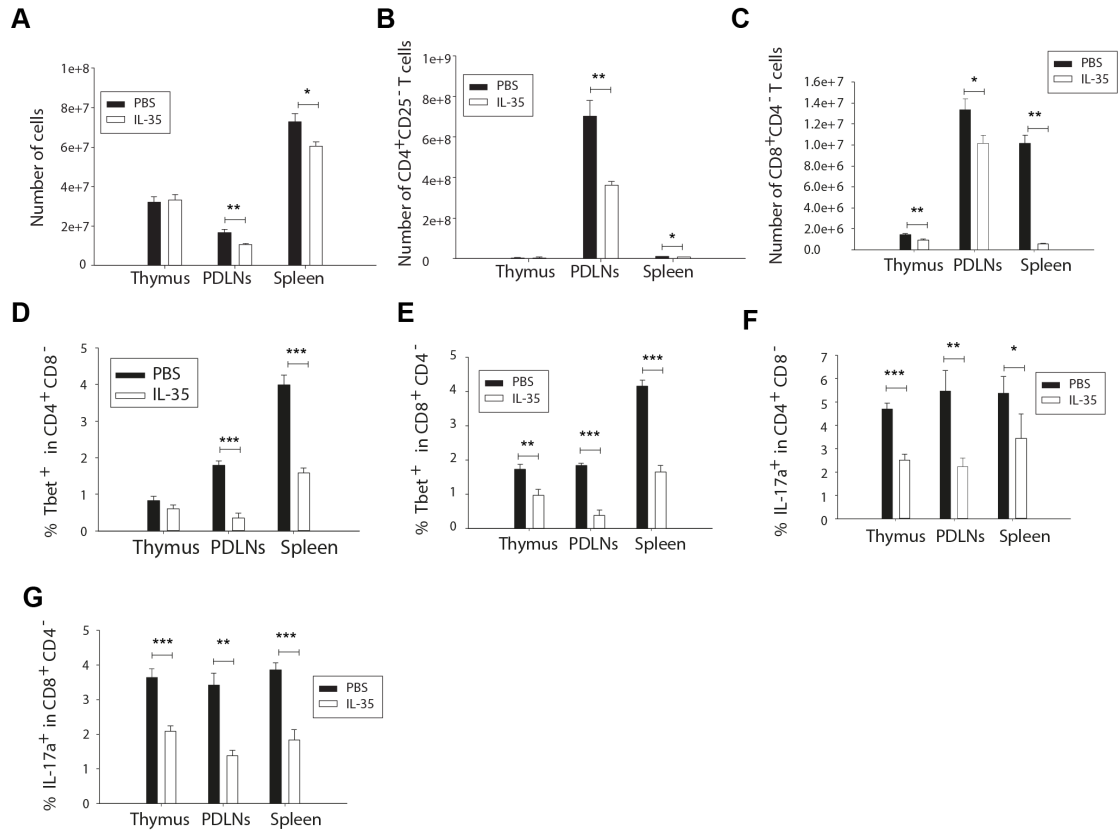 A
Number of cells
1e+8
8e+7
6e+7
4e+7
2e+7
0
PBS
IL-35
**
*
Thymus PDLNs Spleen
B
Number of CD4⁺CD25⁻ T cells
1e+9
8e+8
6e+8
4e+8
2e+8
0
PBS
IL-35
**
*
Thymus PDLNs Spleen
C
Number of CD8⁺CD4⁻T cells
1.6e+7
1.4e+7
1.2e+7
1.0e+7
8.0e+6
6.0e+6
4.0e+6
2.0e+6
0.0
PBS
IL-35
**
*
**
Thymus PDLNs Spleen
D
% Tbet⁺ in CD4⁺ CD8⁻
5
4
3
2
1
0
PBS
IL-35
***
***
Thymus PDLNs Spleen
E
% Tbet⁺ in CD8⁺ CD4⁻
5
4
3
2
1
0
PBS
IL-35
**
***
***
Thymus PDLNs Spleen
F
% IL-17a⁺ in CD4⁺ CD8⁻
7
6
5
4
3
2
1
0
PBS
IL-35
***
**
*
Thymus PDLNs Spleen
G
% IL-17a⁺ in CD8⁺ CD4⁻
5
4
3
2
1
0
PBS
IL-35
***
**
***
Thymus PDLNs Spleen